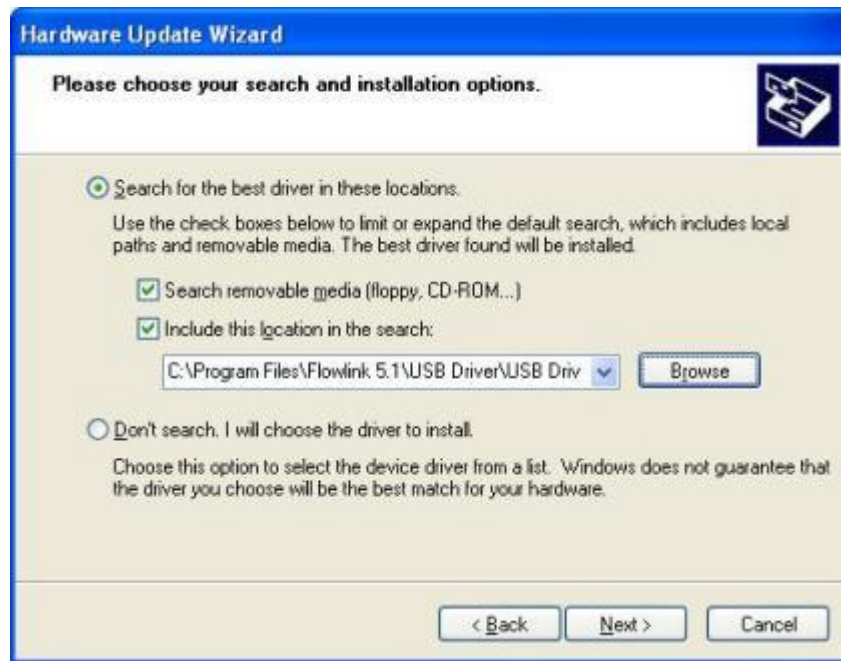 Hardware Update Wizard
Please choose your search and installation options.
Search for the best driver in these locations.
Use the check boxes below to limit or expand the default search, which includes local
paths and removable media. The best driver found will be installed.
Search removable media (floppy, CD-ROM...)
Include this location in the search:
C:\Program Files\Flowlink 5.1\USB Driver\USB Driv
Browse
Don't search. I will choose the driver to install.
Choose this option to select the device driver from a list. Windows does not guarantee that
the driver you choose will be the best match for your hardware.
< Back
Next >
Cancel